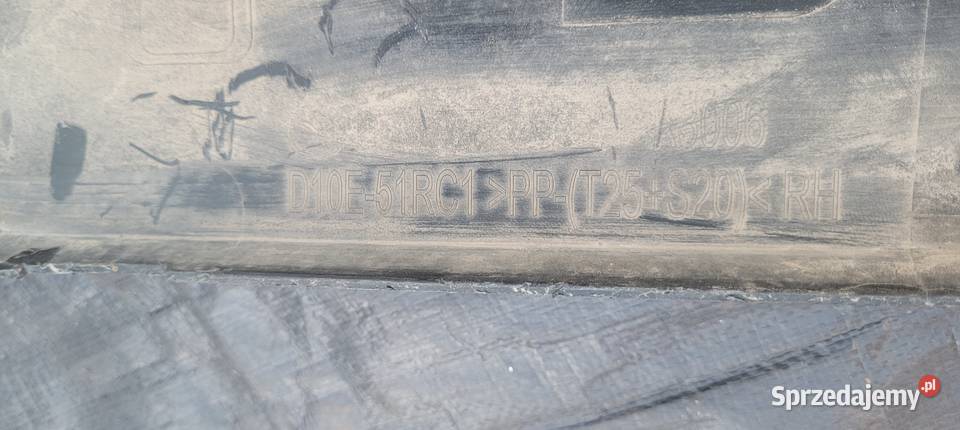 D10E-51RC1 >PP-(T25+S20)< RH
Sprzedajemy.pl